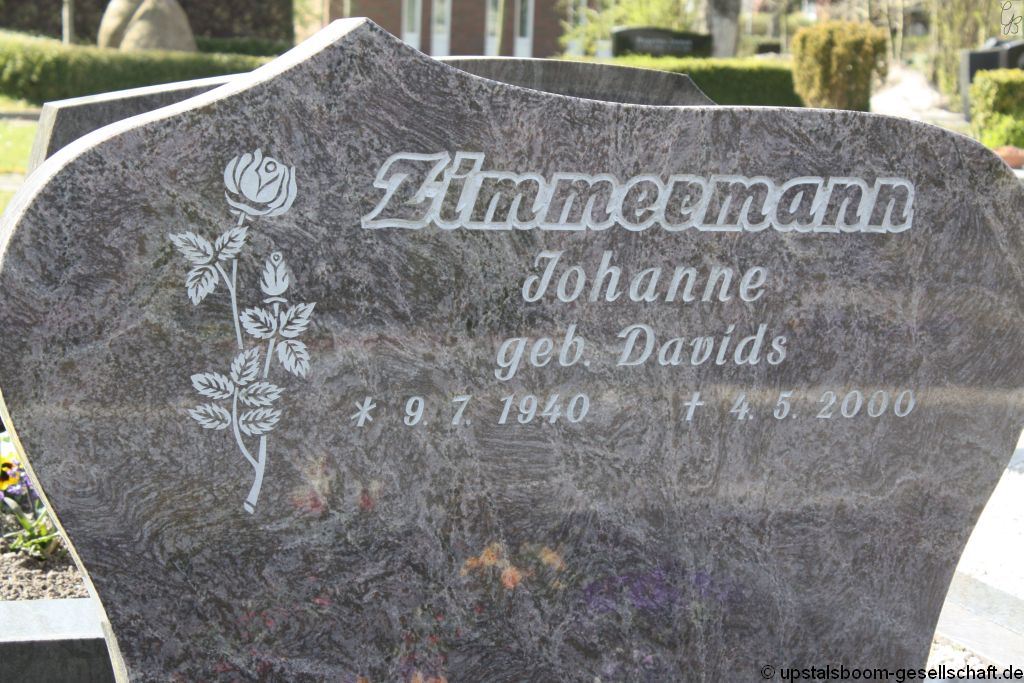 Zimmermann
Johanne
geb. Davids
* 9. 7. 1940 † 4. 5. 2000
© upstalsboom-gesellschaft.de